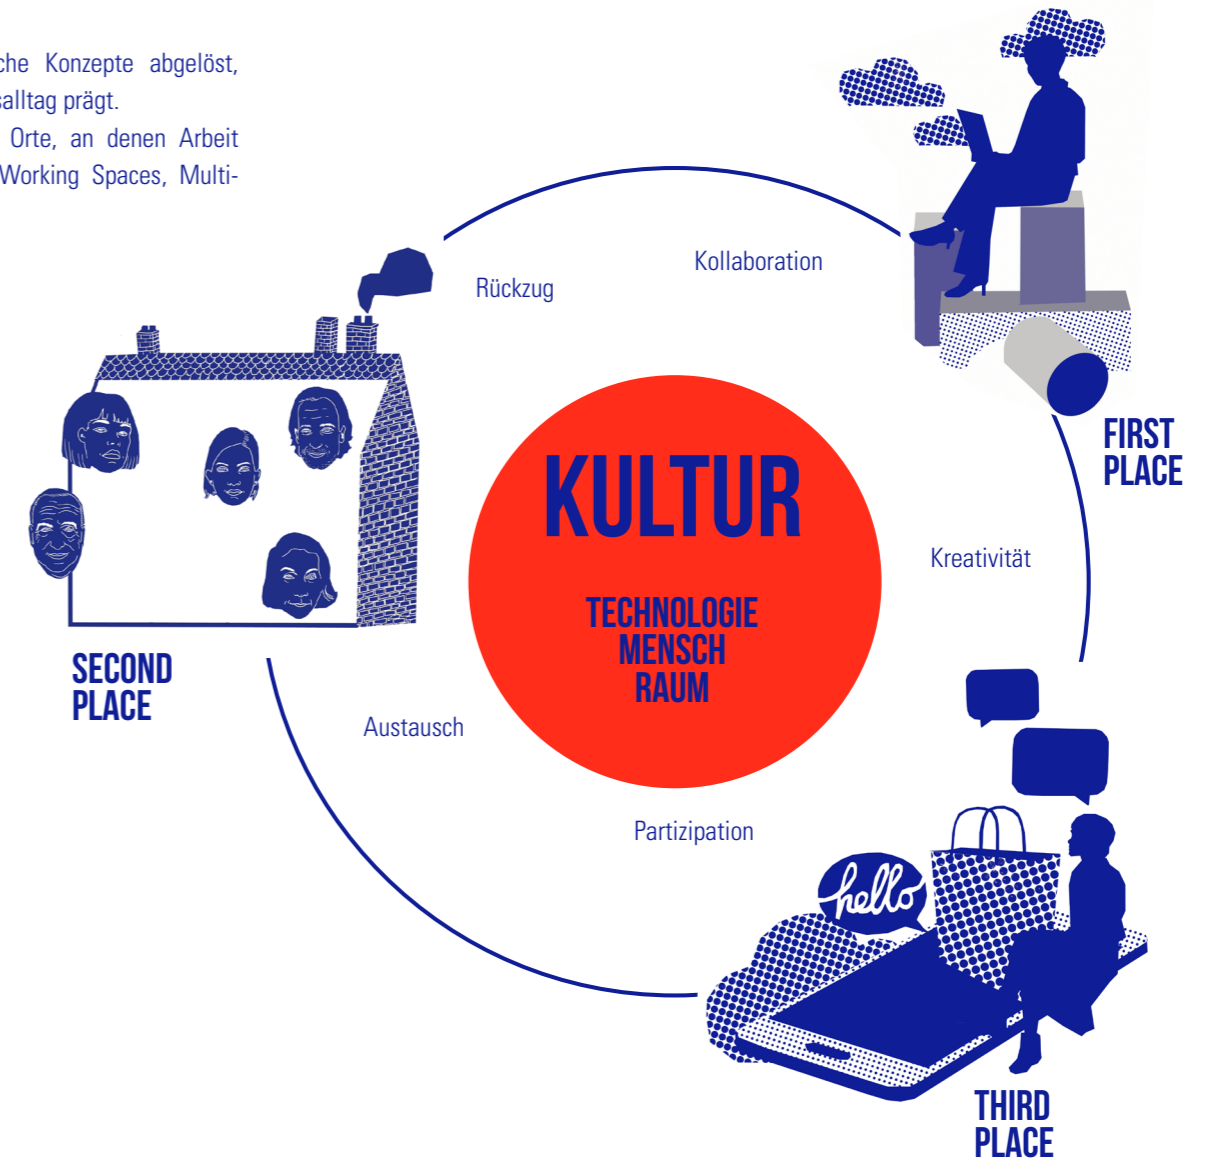 che Konzepte abgelöst,
salltag prägt.
Orte, an denen Arbeit
Working Spaces, Multi-
Kollaboration
Rückzug
FIRST
PLACE
KULTUR
Kreativität
TECHNOLOGIE
MENSCH
RAUM
SECOND
PLACE
Austausch
Partizipation
hello
THIRD
PLACE